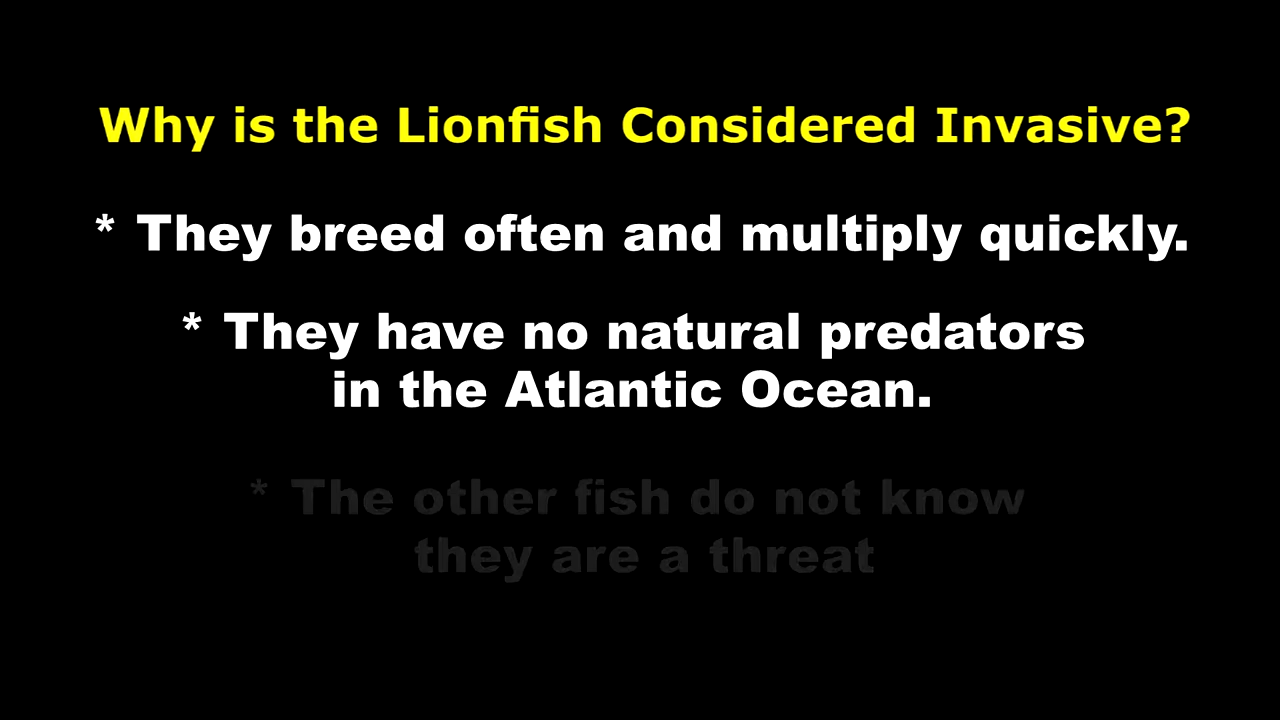 Why is the Lionfish Considered Invasive?
* They breed often and multiply quickly.
* They have no natural predators
in the Atlantic Ocean.
* The other fish do not know
they are a threat